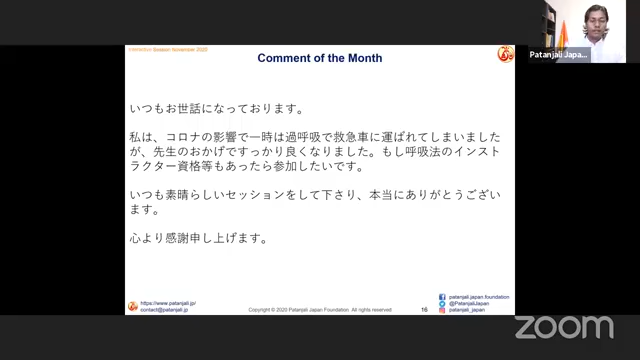 Interaction Session November 2020
Comment of the Month
Patanjali Japa...
いつもお世話になっております。
私は、コロナの影響で一時は過呼吸で救急車に運ばれてしまいました
が、先生のおかげですっかり良くなりました。もし呼吸法のインスト
ラクター資格等もあったら参加したいです。
いつも素晴らしいセッションをして下さり、本当にありがとうござい
ます。
心より感謝申し上げます。
https://www.patanjali.jp/
contact@patanjali.jp
Copyright © 2020 Patanjali Japan Foundation All rights reserved
16
patanjali.japan.foundation
@PatanjaliJapan
patanjali_japan
zoom